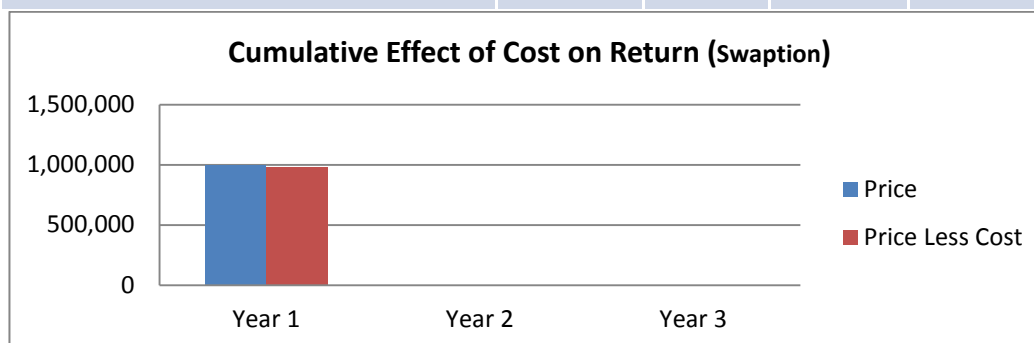 Cumulative Effect of Cost on Return (Swaption)
1,500,000
1,000,000
500,000
0
Year 1 Year 2 Year 3
Price
Price Less Cost